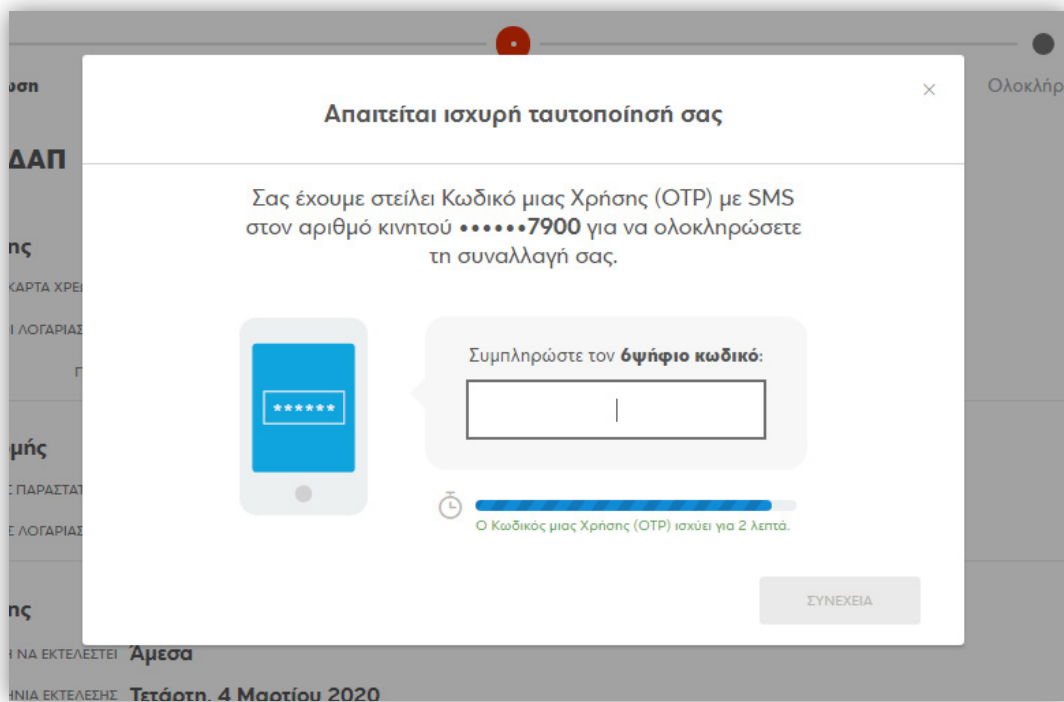 Ολοκλήρ
Απαιτείται ισχυρή ταυτοποίησή σας
ΔΑΠ
Σας έχουμε στείλει Κωδικό μιας Χρήσης (OTP) με SMS
στον αριθμό κινητού ••••••7900 για να ολοκληρώσετε
τη συναλλαγή σας.
ΚΑΡΤΑ ΧΡΕ
ΛΟΓΑΡΙΑΣ
Συμπληρώστε τον 6ψήφιο κωδικό:
******
ΠΑΡΑΣΤΑΤ
ΛΟΓΑΡΙΑΣ
Ο Κωδικός μιας Χρήσης (OTP) ισχύει για 2 λεπτά.
ΣΥΝΕΧΕΙΑ
ΝΑ ΕΚΤΕΛΕΣΤΕΙ Άμεσα
ΗΝΙΑ ΕΚΤΕΛΕΣΗΣ Τετάρτη, 4 Μαρτίου 2020